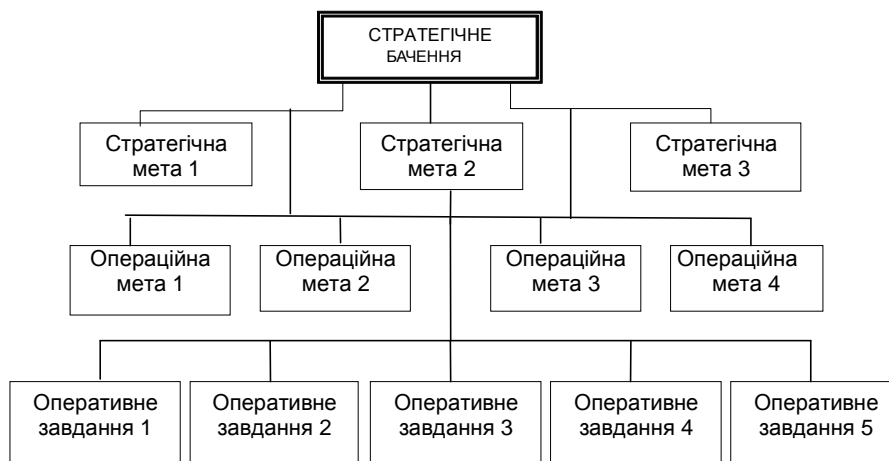 СТРАТЕГІЧНЕ
БАЧЕННЯ
Стратегічна
мета 1
Стратегічна
мета 2
Стратегічна
мета 3
Операційна
мета 1
Операційна
мета 2
Операційна
мета 3
Операційна
мета 4
Оперативне
завдання 1
Оперативне
завдання 2
Оперативне
завдання 3
Оперативне
завдання 4
Оперативне
завдання 5